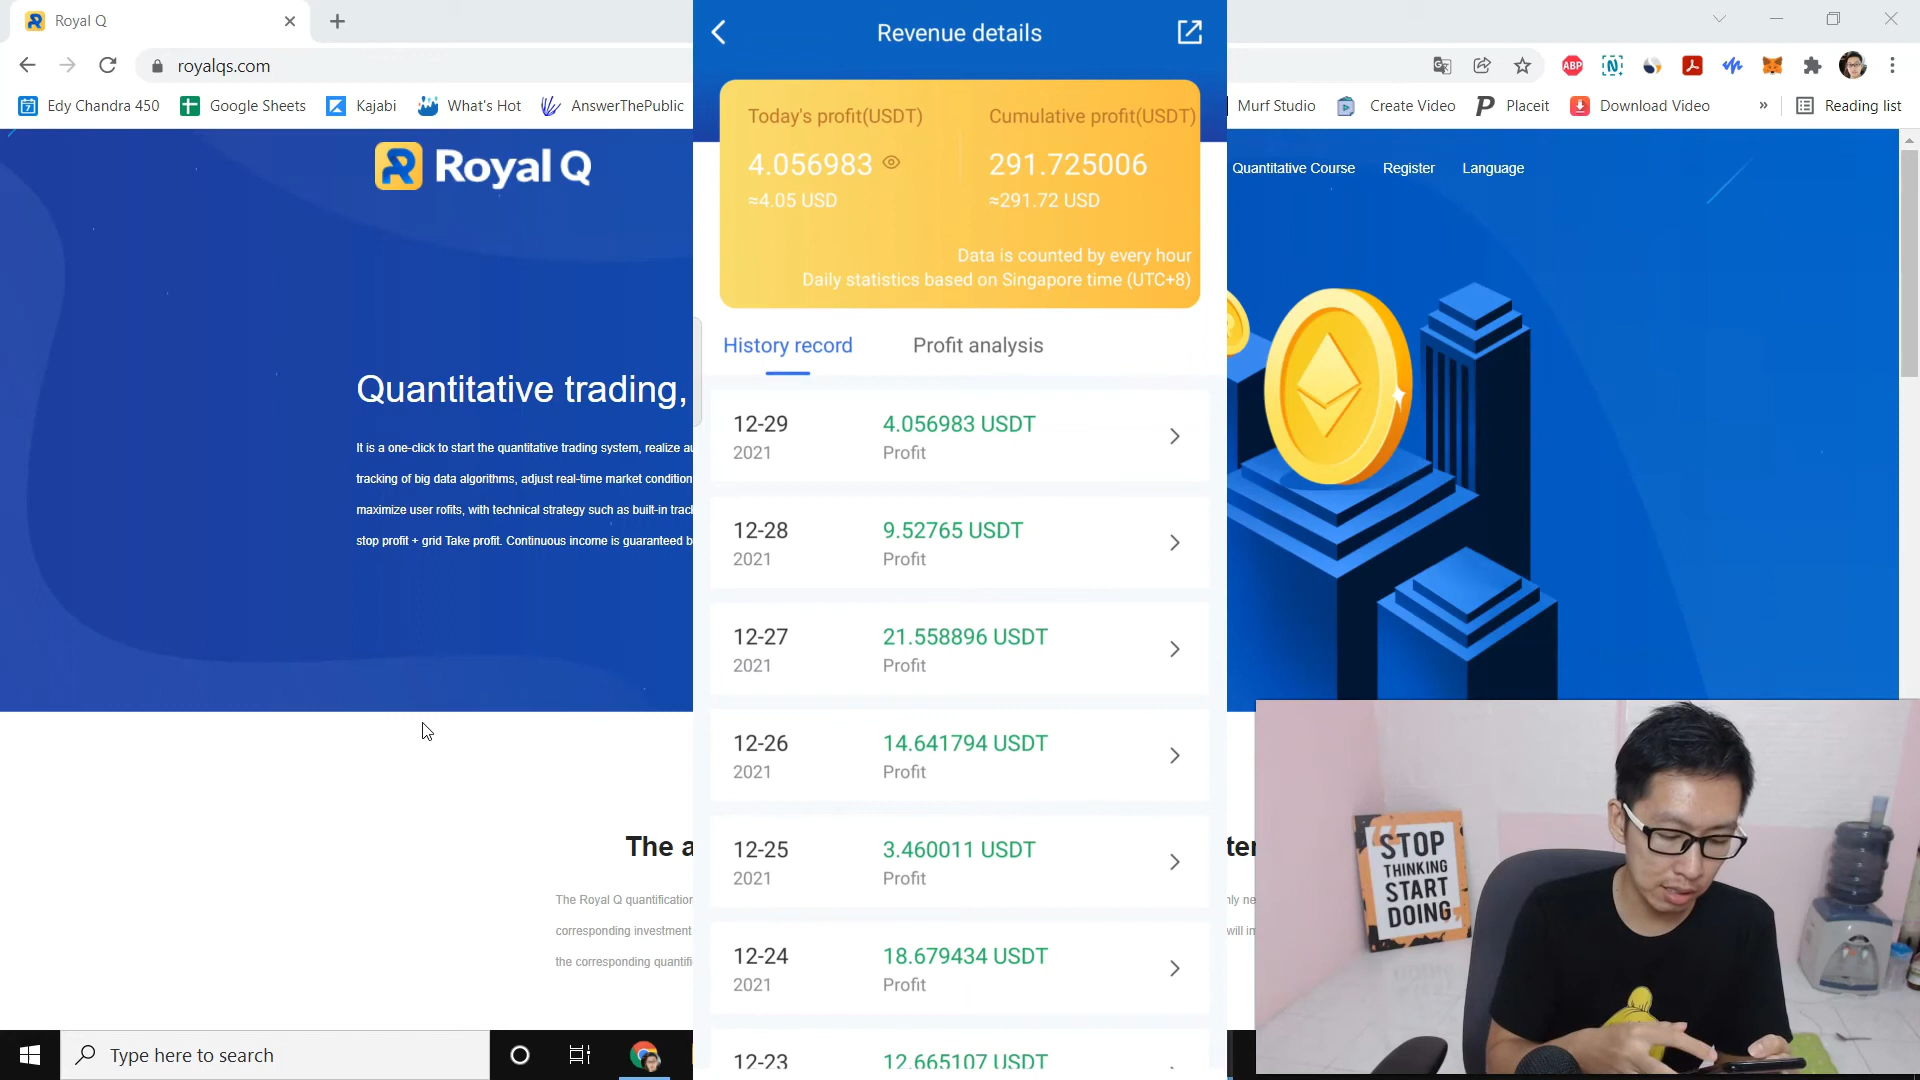 Royal Q
royalqs.com
Edy Chandra 450
Google Sheets
Kajabi
What's Hot
AnswerThePublic
Murf Studio
Create Video
Placeit
Download Video
»
Reading list
ABP
Royal Q
Quantitative Course
Register
Language
Quantitative trading,
It is a one-click to start the quantitative trading system, realize
tracking of big data algorithms, adjust real-time market condition
maximize user rofits, with technical strategy such as built-in
stop profit + grid Take profit. Continuous income is guaranteed
The
The Royal Q quantification
corresponding investment
the corresponding
Revenue details
Today's profit(USDT)
4.056983
≈4.05 USD
Cumulative profit(USDT)
291.725006
≈291.72 USD
Data is counted by every hour
Daily statistics based on Singapore time (UTC+8)
History record
Profit analysis
12-29
2021
4.056983 USDT
Profit
12-28
2021
9.52765 USDT
Profit
12-27
2021
21.558896 USDT
Profit
12-26
2021
14.641794 USDT
Profit
12-25
2021
3.460011 USDT
Profit
12-24
2021
18.679434 USDT
Profit
12-23
12.665107 USDT
STOP
THINKING
START
DOING
Type here to search